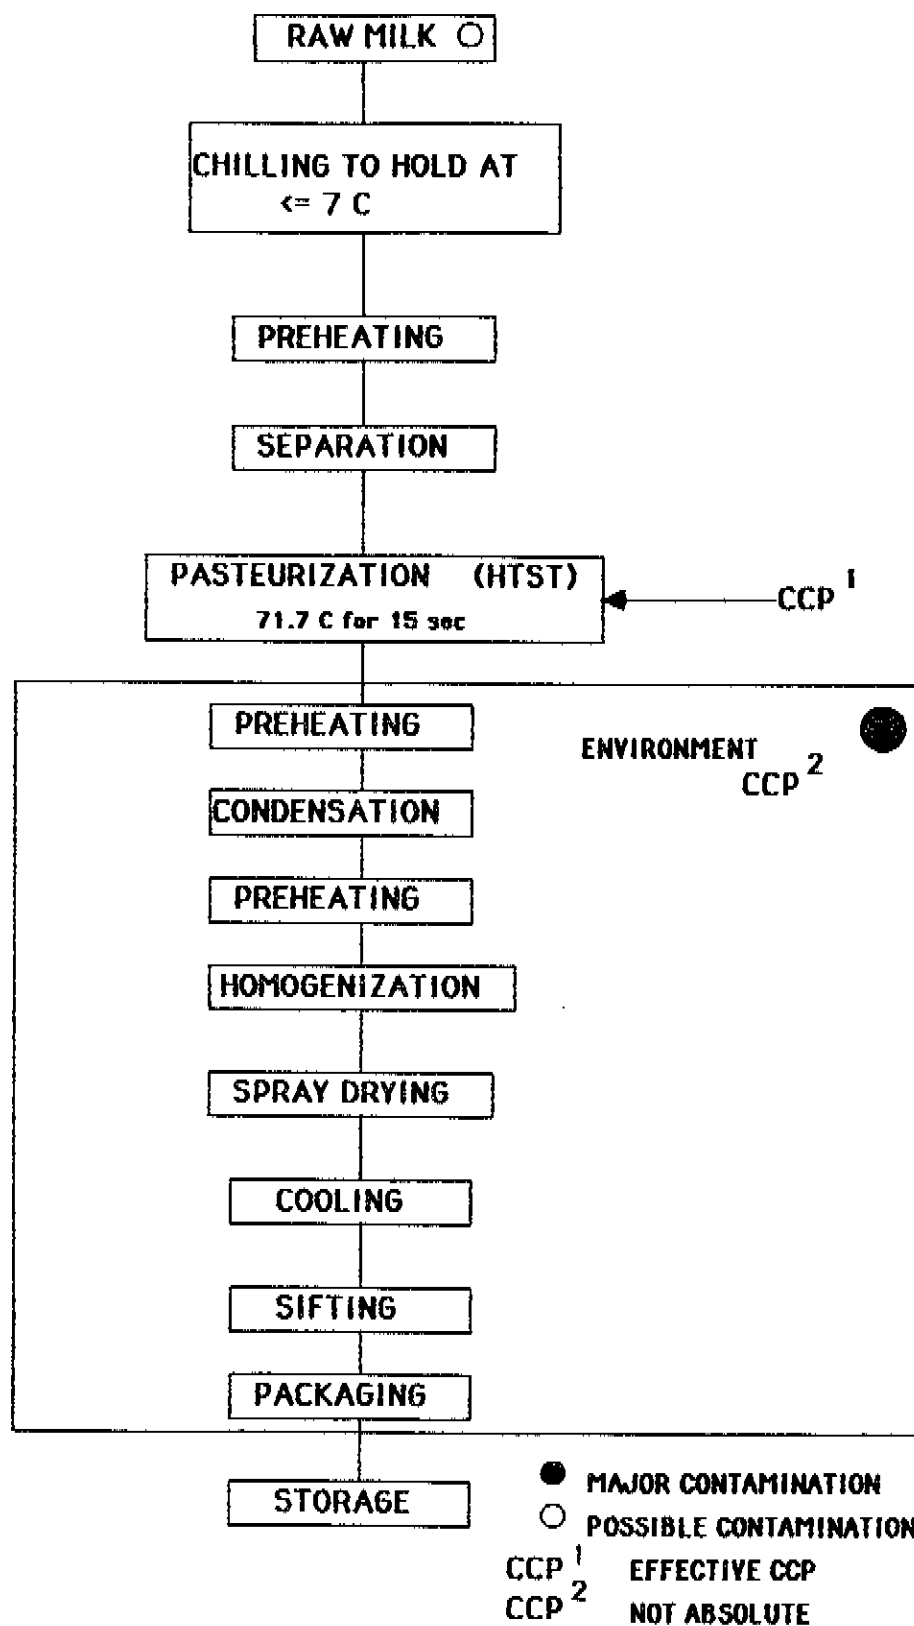 RAW MILK
CHILLING TO HOLD AT
<= 7 C
PREHEATING
SEPARATION
PASTEURIZATION (HTST)
71.7 C for 15 sec
CCP 1
PREHEATING
ENVIRONMENT
CCP 2
CONDENSATION
PREHEATING
HOMOGENIZATION
SPRAY DRYING
COOLING
SIFTING
PACKAGING
STORAGE
MAJOR CONTAMINATION
POSSIBLE CONTAMINATION
CCP 1 EFFECTIVE CCP
CCP 2 NOT ABSOLUTE